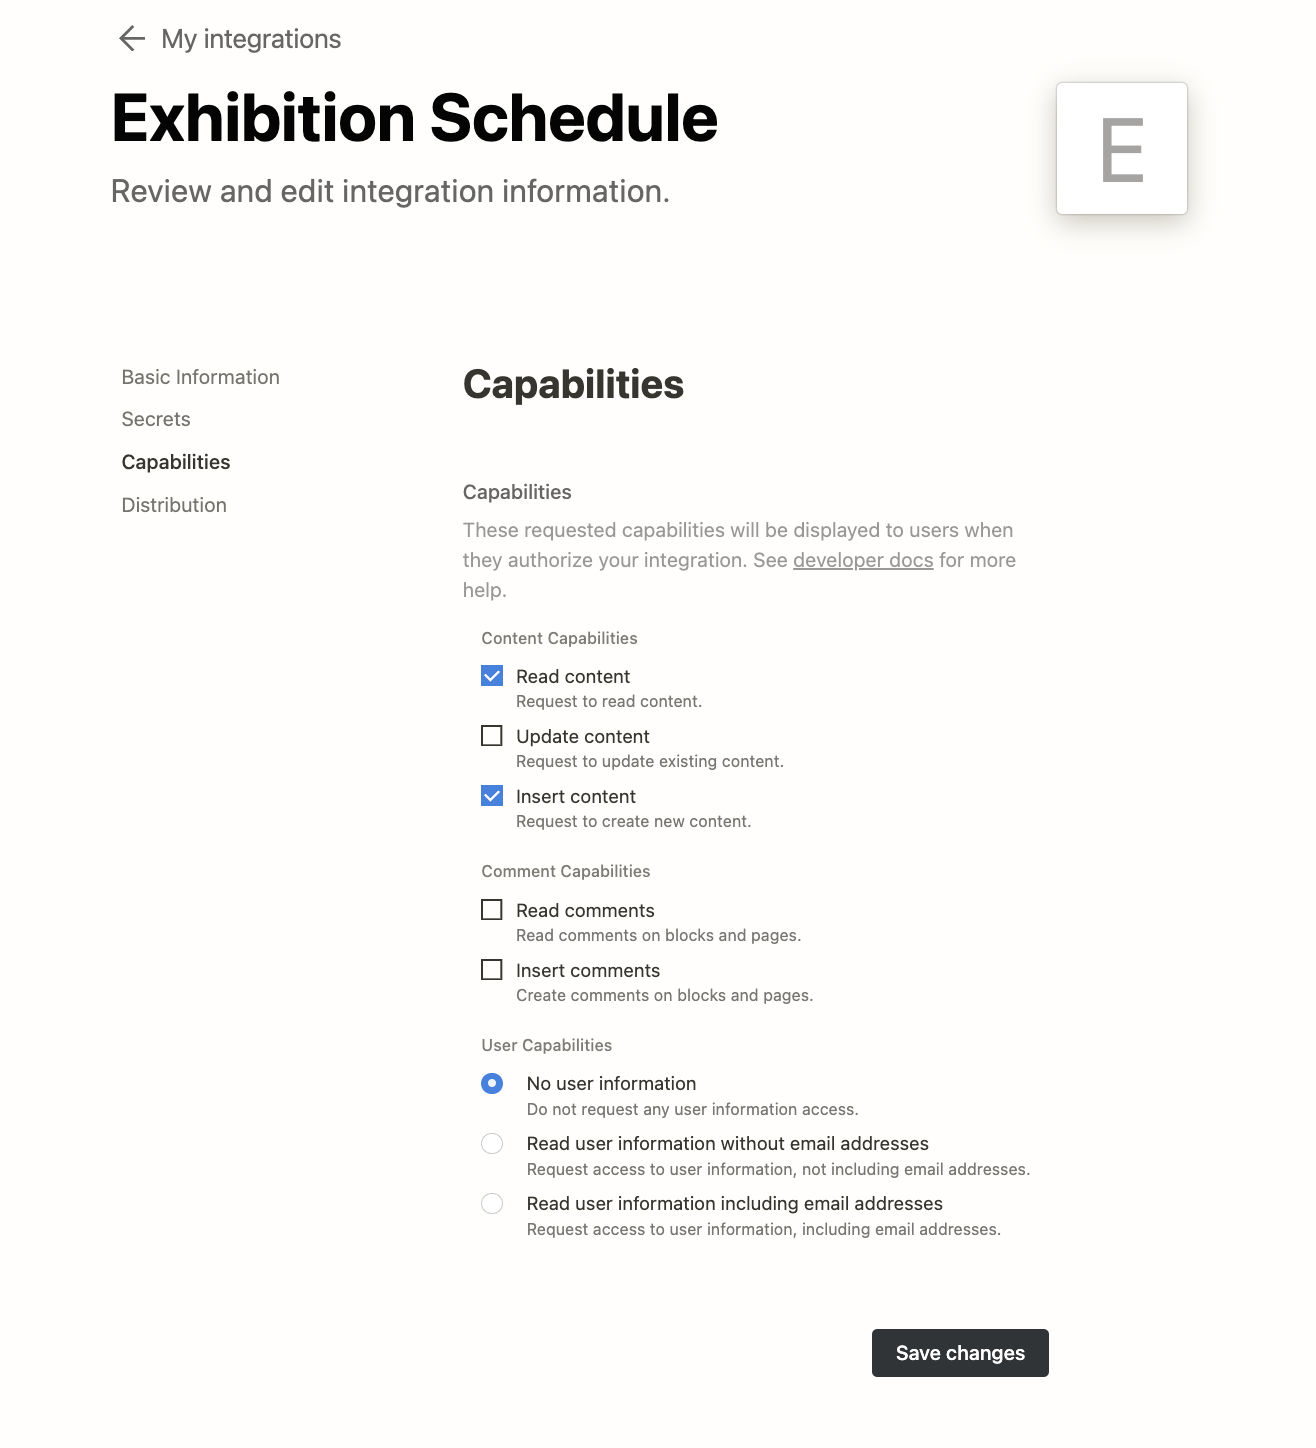 My integrations
Exhibition Schedule
E
Review and edit integration information.
Basic Information
Secrets
Capabilities
Distribution
Capabilities
Capabilities
These requested capabilities will be displayed to users when
they authorize your integration. See developer docs for more
help.
Content Capabilities
Read content
Request to read content.
Update content
Request to update existing content.
Insert content
Request to create new content.
Comment Capabilities
Read comments
Read comments on blocks and pages.
Insert comments
Create comments on blocks and pages.
User Capabilities
No user information
Do not request any user information access.
Read user information without email addresses
Request access to user information, not including email addresses.
Read user information including email addresses
Request access to user information, including email addresses.
Save changes